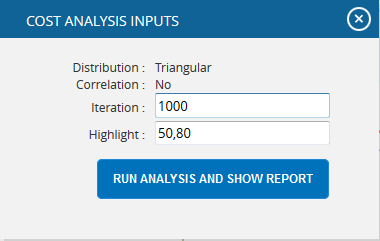 COST ANALYSIS INPUTS
Distribution : Triangular
Correlation : No
Iteration : 1000
Highlight : 50,80
RUN ANALYSIS AND SHOW REPORT